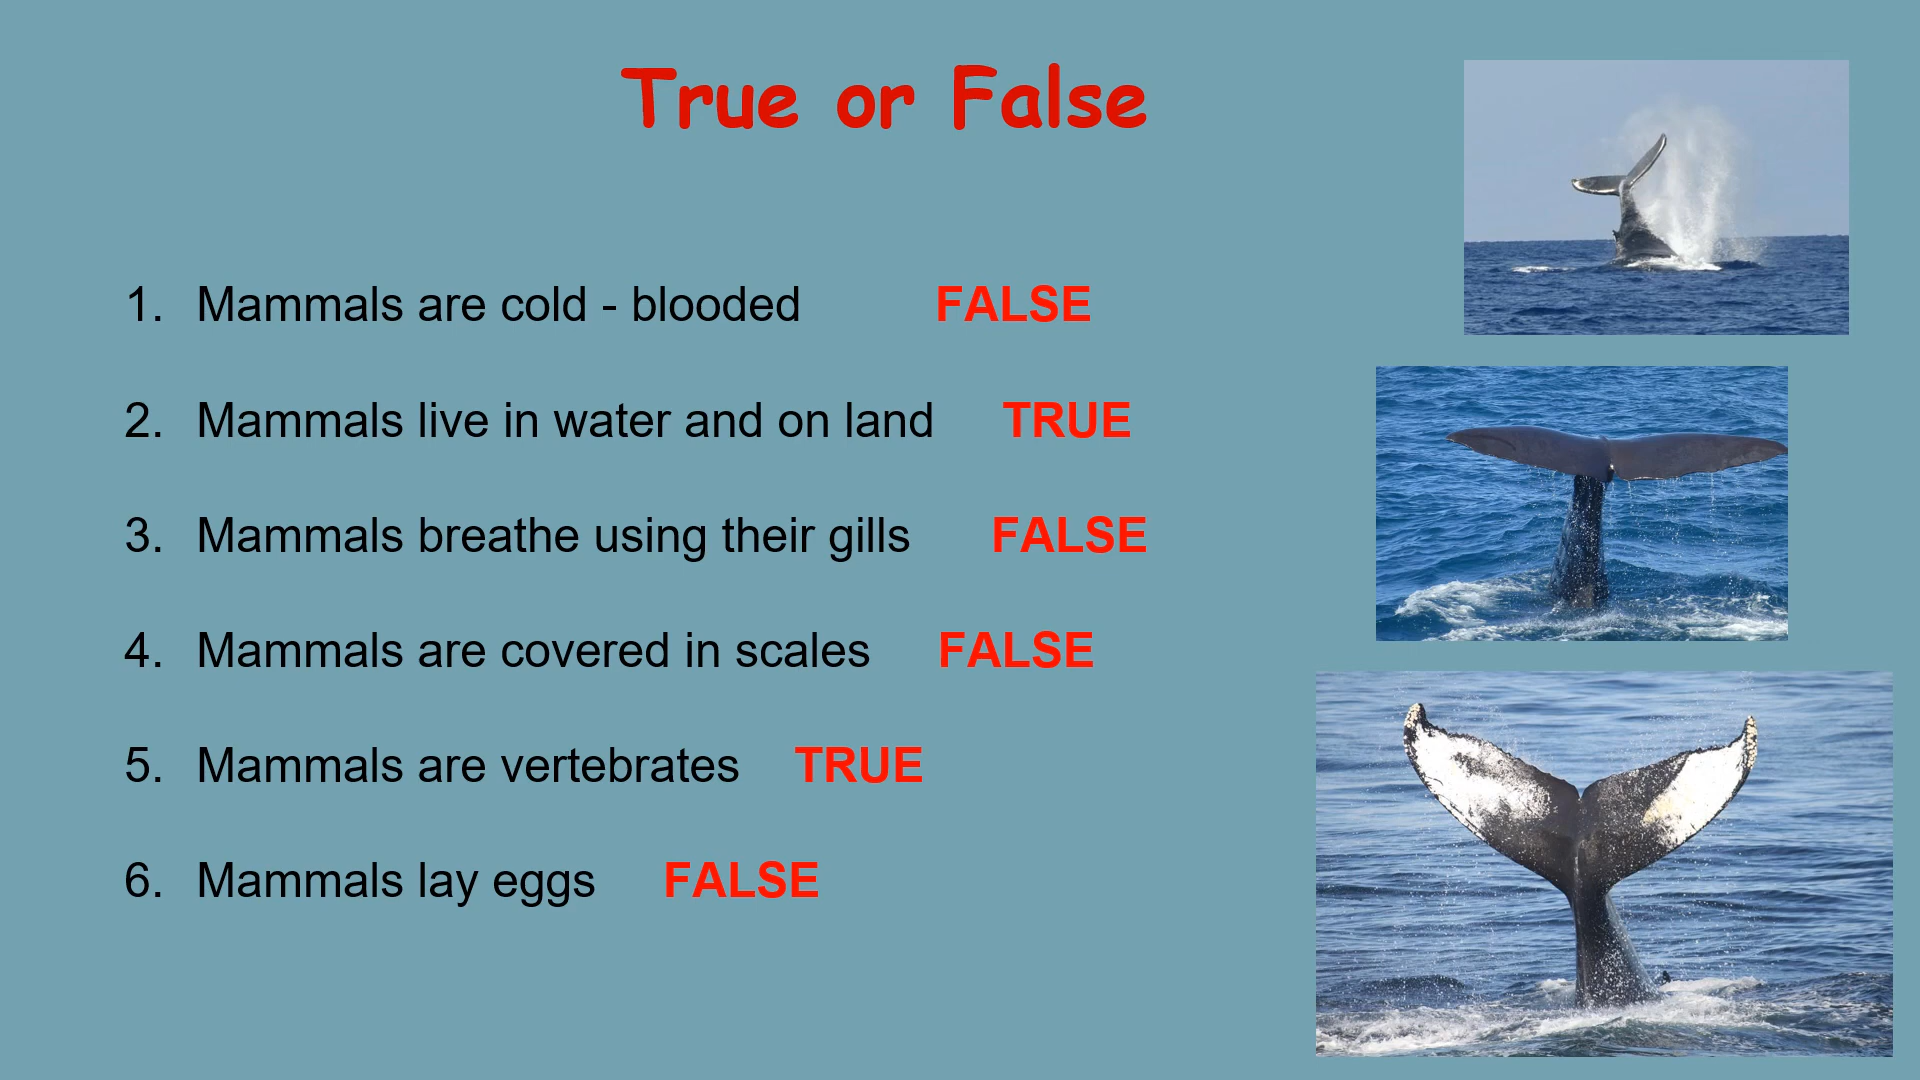 True or False
1. Mammals are cold - blooded FALSE
2. Mammals live in water and on land TRUE
3. Mammals breathe using their gills FALSE
4. Mammals are covered in scales FALSE
5. Mammals are vertebrates TRUE
6. Mammals lay eggs FALSE